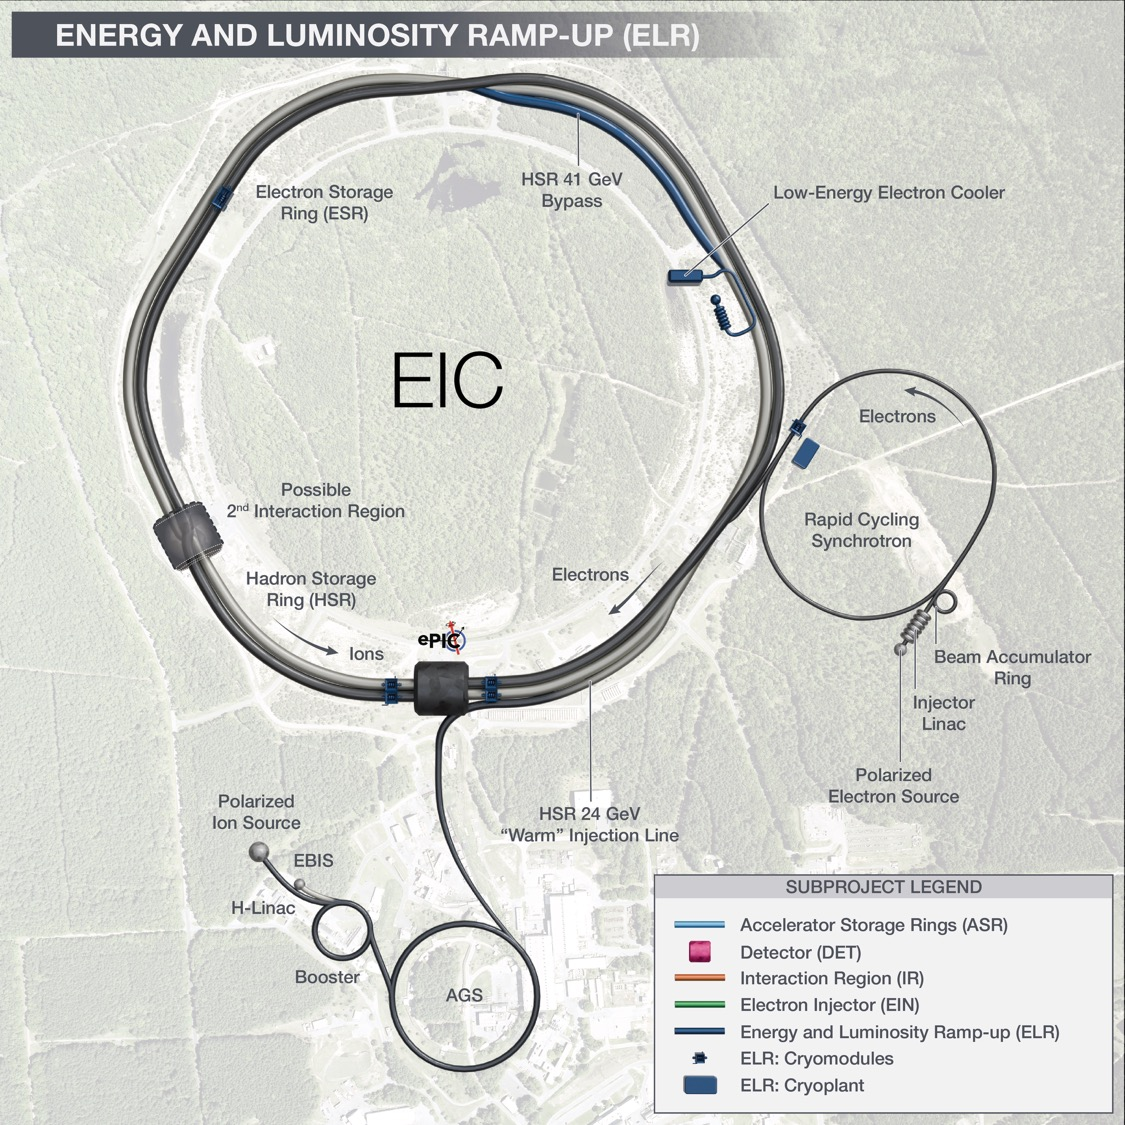 ENERGY AND LUMINOSITY RAMP-UP (ELR)
Electron Storage
Ring (ESR)
HSR 41 GeV
Bypass
Low-Energy Electron Cooler
EIC
Electrons
Possible
2nd Interaction Region
Rapid Cycling
Synchrotron
Hadron Storage
Ring (HSR)
Electrons
Ions
ePIC
Beam Accumulator
Ring
Injector
Linac
Polarized
Electron Source
HSR 24 GeV
“Warm” Injection Line
Polarized
Ion Source
EBIS
H-Linac
Booster
AGS
SUBPROJECT LEGEND
Accelerator Storage Rings (ASR)
Detector (DET)
Interaction Region (IR)
Electron Injector (EIN)
Energy and Luminosity Ramp-up (ELR)
ELR: Cryomodules
ELR: Cryoplant